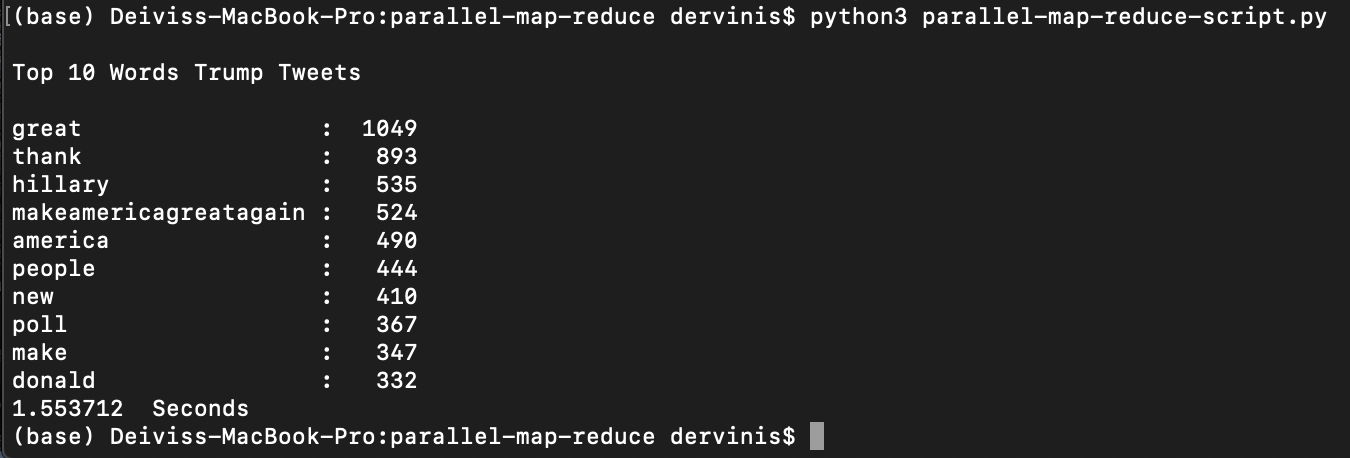 [(base) Deiviss-MacBook-Pro:parallel-map-reduce dervinis$ python3 parallel-map-reduce-script.py
Top 10 Words Trump Tweets
great                 :  1049
thank                 :   893
hillary               :   535
makeamericagreatagain :   524
america               :   490
people                :   444
new                   :   410
poll                  :   367
make                  :   347
donald                :   332
1.553712  Seconds
(base) Deiviss-MacBook-Pro:parallel-map-reduce dervinis$